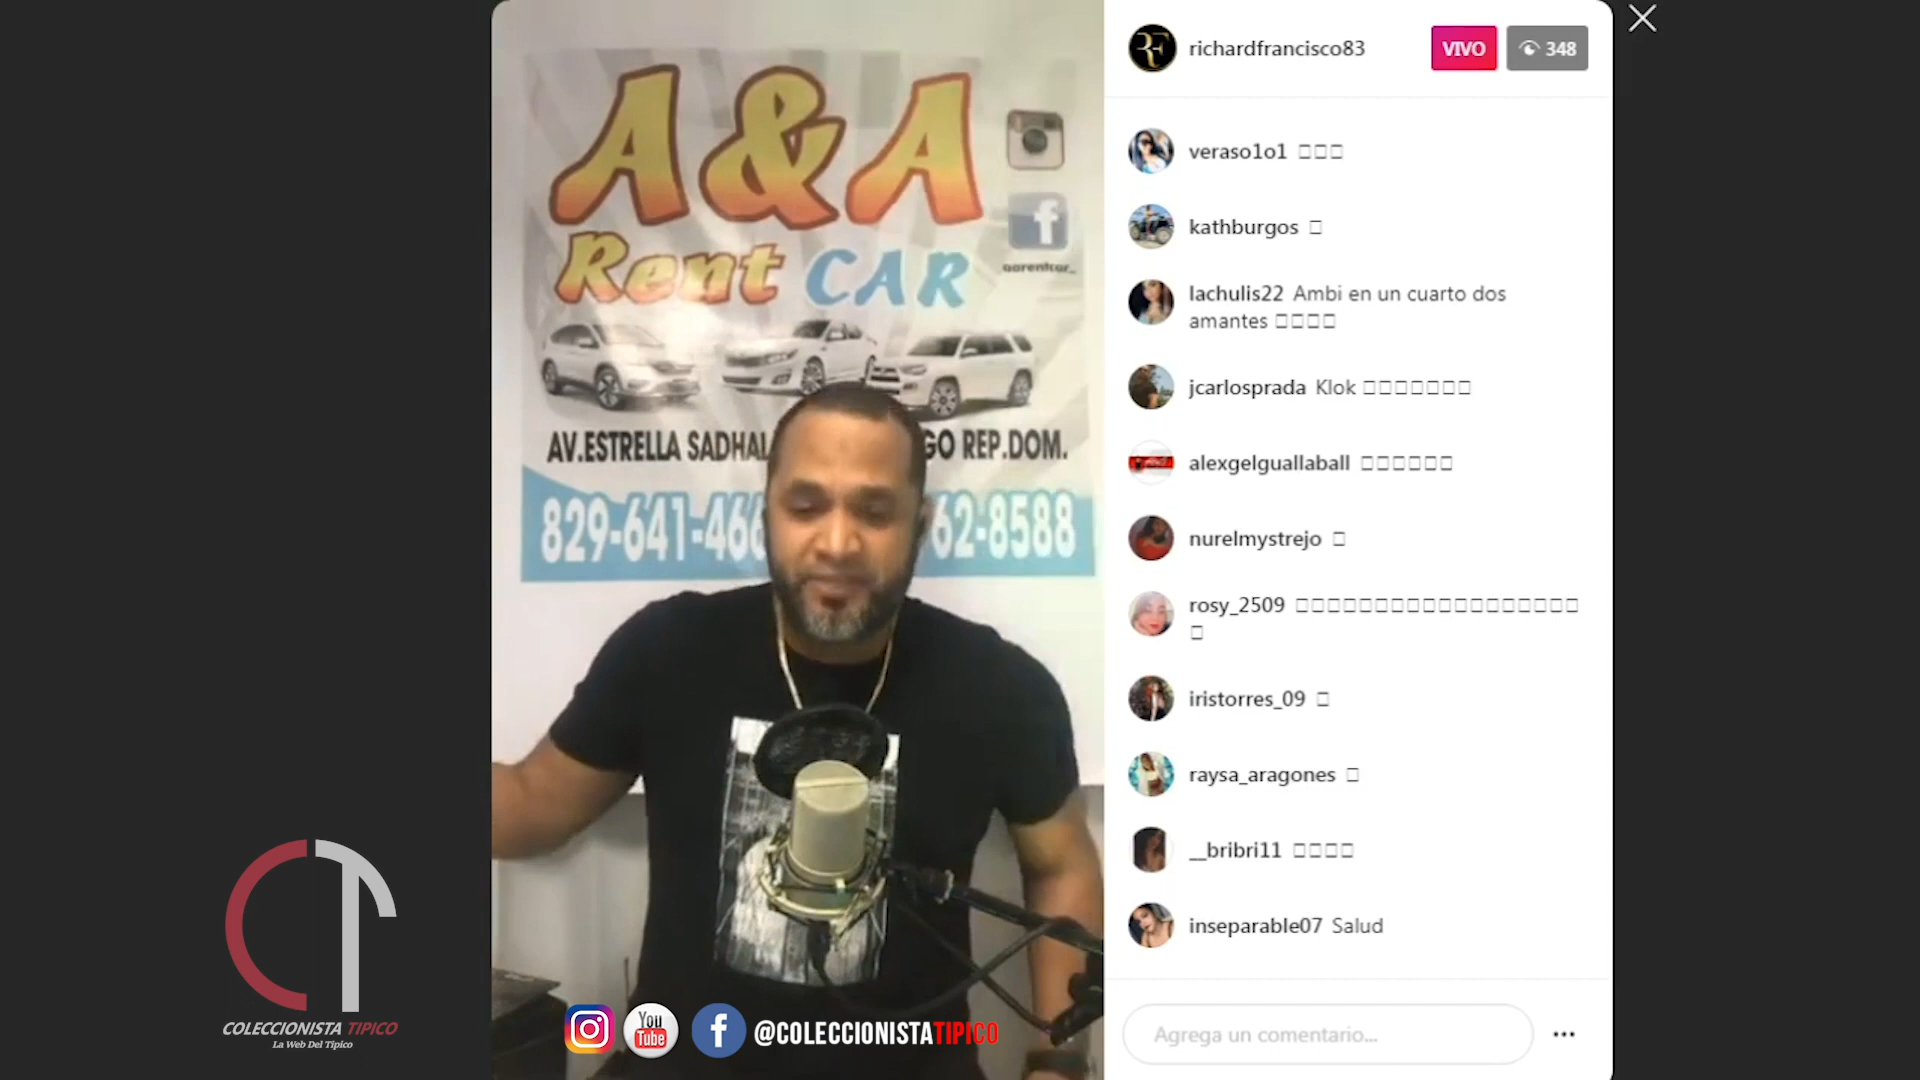 A&A
Rent CAR
aarentcar_
AV.ESTRELLA SADHAL
GO REP.DOM.
829-641-466
62-8588
richardfrancisco83
VIVO
348
veraso1o1
kathburgos
lachulis22 Ambi en un cuarto dos
amantes
jcarlosprada Klok
alexgelguallaball
nurelmystrejo
rosy_2509
iristorres_09
raysa_aragones
__bribri11
inseparable07 Salud
Agrega un comentario...
COLECCIONISTA TIPICO
La Web Del Típico
You
Tube
@COLECCIONISTATIPICO